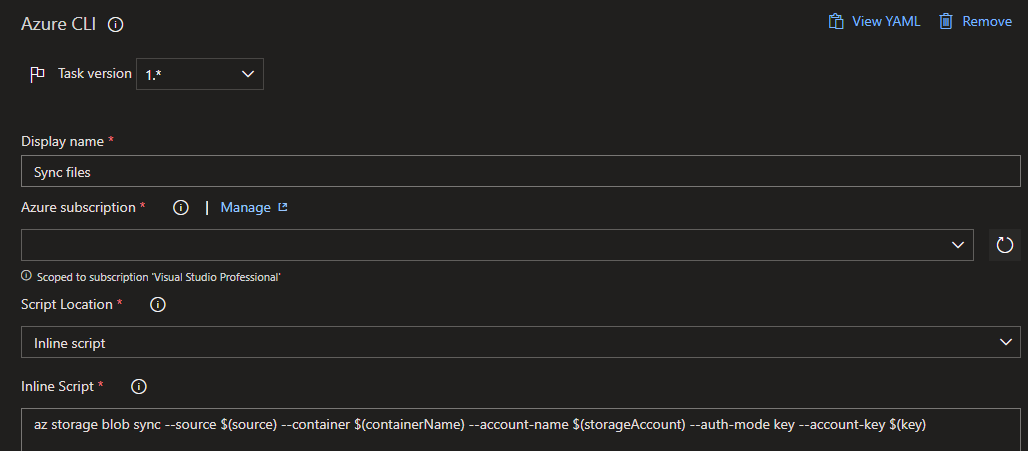 Azure CLI
View YAML Remove
Task version 1.*
Display name *
Sync files
Azure subscription * | Manage
Scoped to subscription 'Visual Studio Professional'
Script Location *
Inline script
Inline Script *
az storage blob sync --source $(source) --container $(containerName) --account-name $(storageAccount) --auth-mode key --account-key $(key)